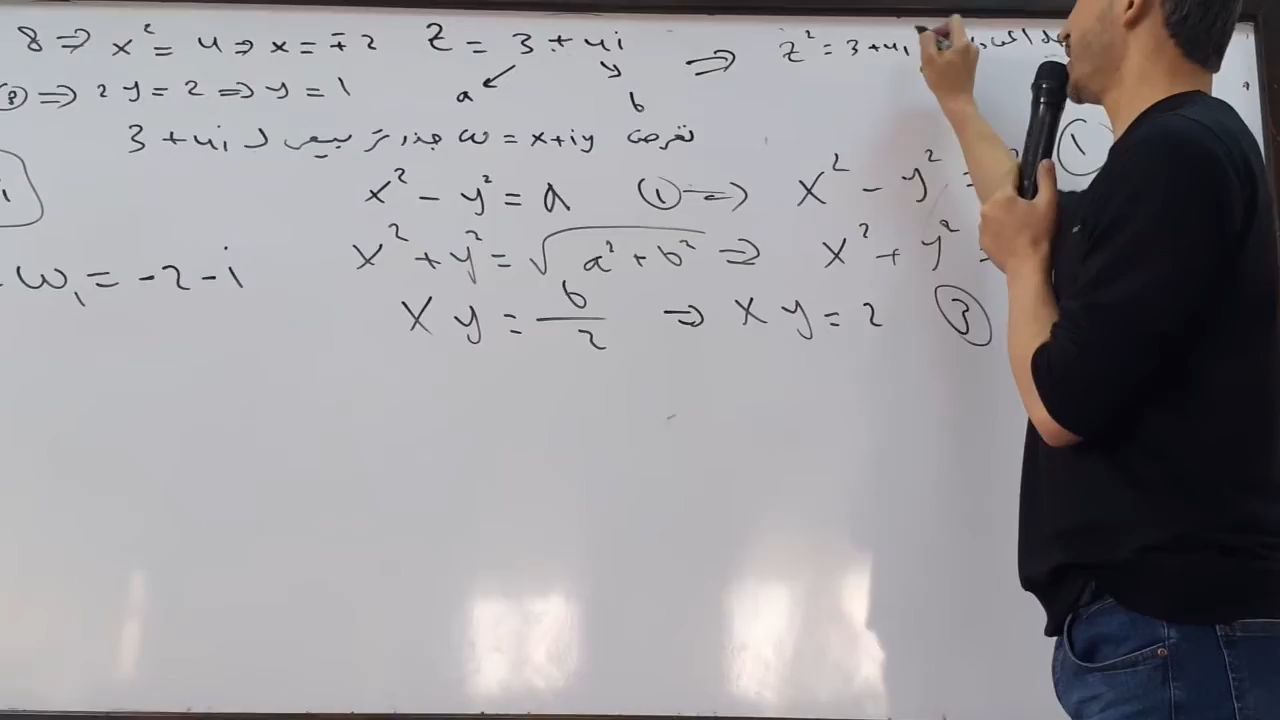 8 ⇒ x² = 4 ⇒ x = ∓2
⇒ 2y = 2 ⇒ y = 1
z = 3 + 4i ⇒ z² = 3 + 4i
a b
نفرض ω = x + iy جذر تربيعي لـ 3 + 4i
x² - y² = a ① ⇒ x² - y² = ①
x² + y² = √a² + b² ⇒ x² + y² =
xy = b/2 ⇒ xy = 2 ③
ω₁ = -2 - i